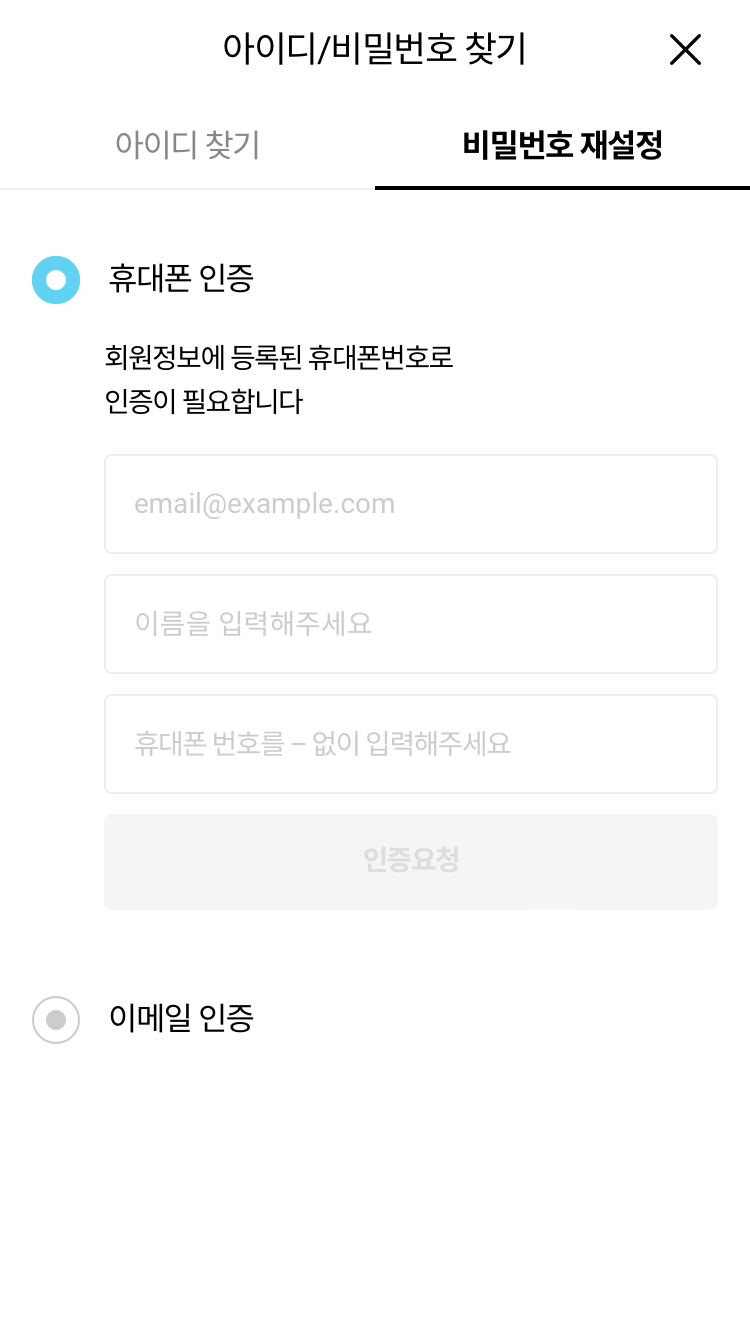 아이디/비밀번호 찾기
아이디 찾기
비밀번호 재설정
휴대폰 인증
회원정보에 등록된 휴대폰번호로
인증이 필요합니다
email@example.com
이름을 입력해주세요
휴대폰 번호를 – 없이 입력해주세요
인증요청
이메일 인증